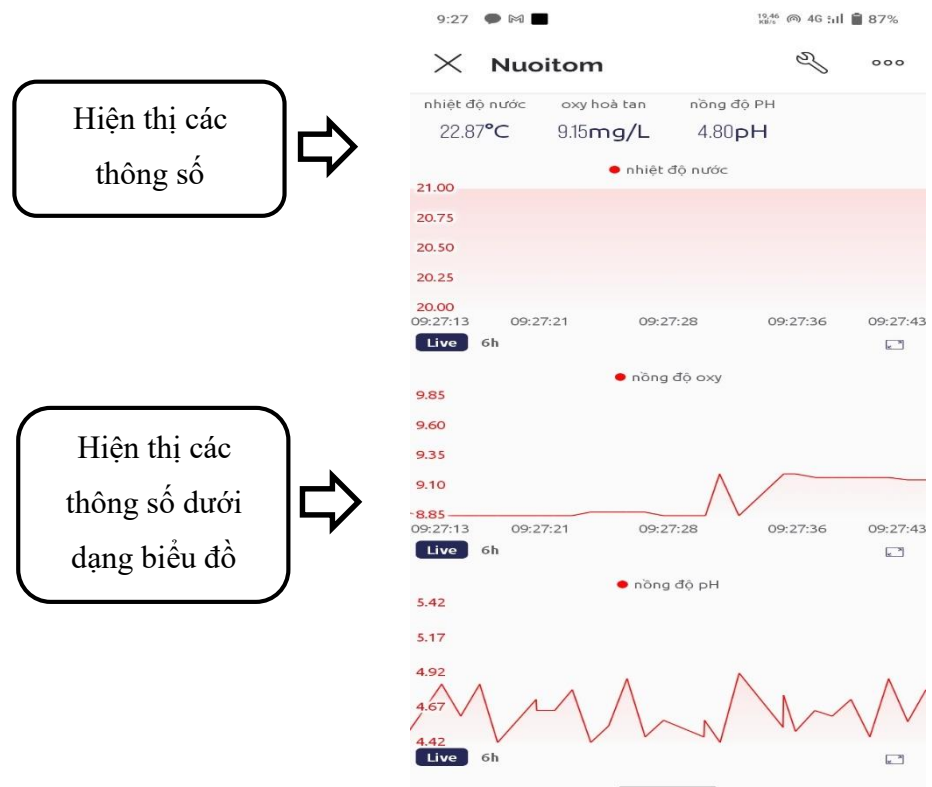 9:27
19,46 KB/s 4G 87%
Nuoitom
Hiện thị các
thông số
nhiệt độ nước oxy hoà tan nồng độ PH
22.87°C 9.15mg/L 4.80pH
nhiệt độ nước
21.00
20.75
20.50
20.25
20.00
09:27:13 09:27:21 09:27:28 09:27:36 09:27:43
Live 6h
Hiện thị các
thông số dưới
dạng biểu đồ
nồng độ oxy
9.85
9.60
9.35
9.10
8.85
09:27:13 09:27:21 09:27:28 09:27:36 09:27:43
Live 6h
nồng độ pH
5.42
5.17
4.92
4.67
4.42
Live 6h